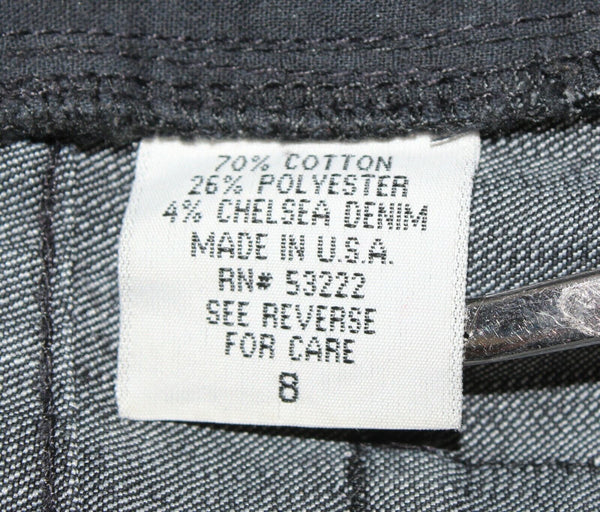 70% COTTON
26% POLYESTER
4% CHELSEA DENIM
MADE IN U.S.A.
RN# 53222
SEE REVERSE
FOR CARE
8